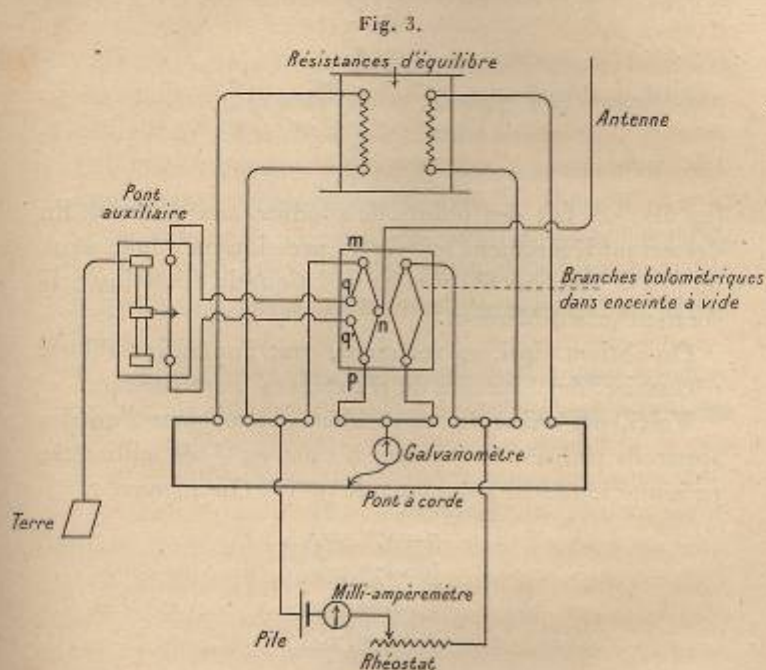 Fig. 3.
Résistances d'équilibre
Antenne
Pont
auxiliaire
m
q
n
q'
p
Branches bolométriques
dans enceinte à vide
Galvanomètre
Pont à corde
Terre
Milli-ampèremètre
Pile
Rhéostat